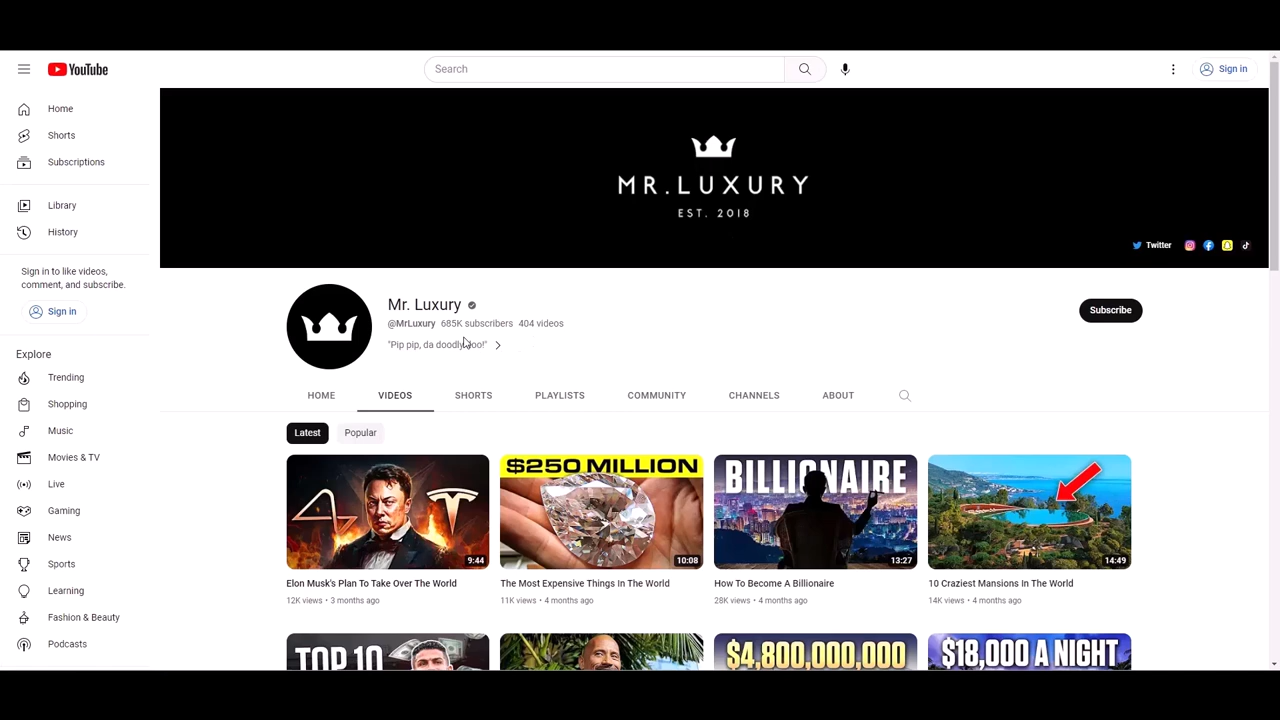 YouTube
Search
Sign in
Home
Shorts
Subscriptions
Library
History
Sign in to like videos,
comment, and subscribe.
Sign in
Explore
Trending
Shopping
Music
Movies & TV
Live
Gaming
News
Sports
Learning
Fashion & Beauty
Podcasts
MR.LUXURY
EST. 2018
Twitter
Mr. Luxury
@MrLuxury 685K subscribers 404 videos
"Pip pip, da doodly
Subscribe
HOME VIDEOS SHORTS PLAYLISTS COMMUNITY CHANNELS ABOUT
Latest Popular
9:44
Elon Musk's Plan To Take Over The World
12K views • 3 months ago
$250 MILLION
10:08
The Most Expensive Things In The World
11K views • 4 months ago
BILLIONAIRE
13:27
How To Become A Billionaire
28K views • 4 months ago
14:49
10 Craziest Mansions In The World
14K views • 4 months ago
TOP 10
$4,800,000,000
$18,000 A NIGHT